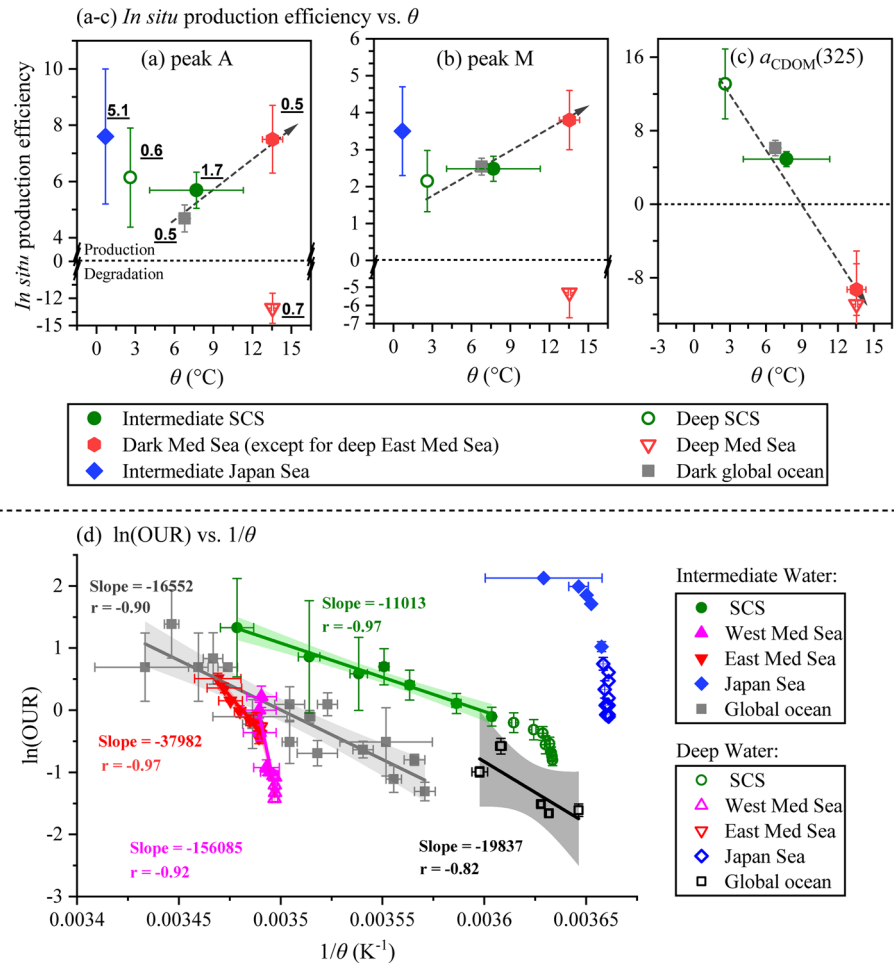 (a-c) In situ production efficiency vs. θ
(a) peak A
(b) peak M
(c) aCDOM(325)
In situ production efficiency
10
8
6
4
0
-12
-15
5.1
0.6
1.7
0.5
0.5
0.7
Production
Degradation
0 3 6 9 12 15
θ (°C)
6
5
4
3
2
1
0
-5
-6
-7
0 3 6 9 12 15
θ (°C)
16
8
0
-8
-3 0 3 6 9 12 15
θ (°C)
Intermediate SCS
Deep SCS
Dark Med Sea (except for deep East Med Sea)
Deep Med Sea
Intermediate Japan Sea
Dark global ocean
(d) ln(OUR) vs. 1/θ
ln(OUR)
2
1
0
-1
-2
-3
Slope = -16552
r = -0.90
Slope = -11013
r = -0.97
Slope = -37982
r = -0.97
Slope = -156085
r = -0.92
Slope = -19837
r = -0.82
0.0034 0.00345 0.0035 0.00355 0.0036 0.00365
1/θ (K-1)
Intermediate Water:
SCS
West Med Sea
East Med Sea
Japan Sea
Global ocean
Deep Water:
SCS
West Med Sea
East Med Sea
Japan Sea
Global ocean